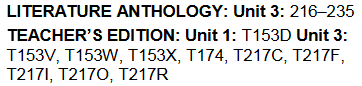 LITERATURE ANTHOLOGY: Unit 3: 216–235
TEACHER'S EDITION: Unit 1: T153D Unit 3:
T153V, T153W, T153X, T174, T217C, T217F,
T217I, T217O, T217R